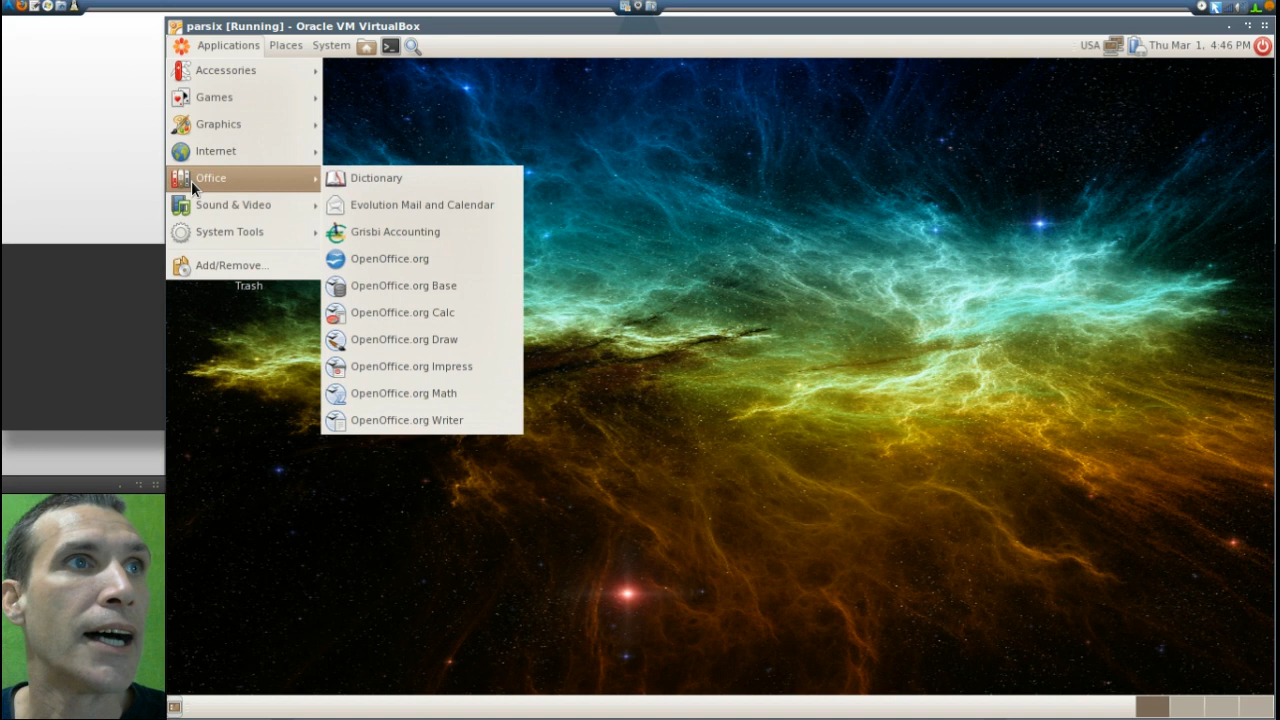 parsix [Running] - Oracle VM VirtualBox
Applications Places System USA Thu Mar 1, 4:46 PM
Accessories
Games
Graphics
Internet
Office
Sound & Video
System Tools
Add/Remove...
Trash
Dictionary
Evolution Mail and Calendar
Grisbi Accounting
OpenOffice.org
OpenOffice.org Base
OpenOffice.org Calc
OpenOffice.org Draw
OpenOffice.org Impress
OpenOffice.org Math
OpenOffice.org Writer